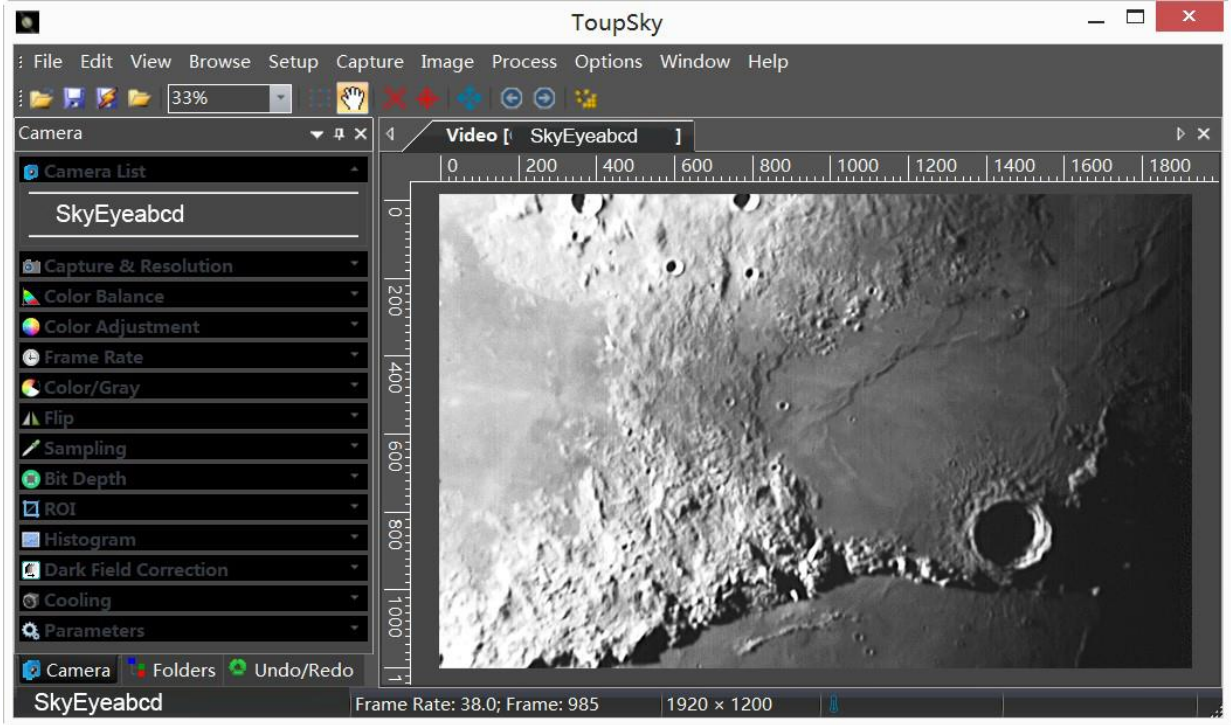 ToupSky
File Edit View Browse Setup Capture Image Process Options Window Help
33%
Camera
Video [ SkyEyeabcd ]
0 200 400 600 800 1000 1200 1400 1600 1800
Camera List
SkyEyeabcd
Capture & Resolution
Color Balance
Color Adjustment
Frame Rate
Color/Gray
Flip
Sampling
Bit Depth
ROI
Histogram
Dark Field Correction
Cooling
Parameters
0
200
400
600
800
1000
1
Camera Folders Undo/Redo
SkyEyeabcd Frame Rate: 38.0; Frame: 985 1920 × 1200